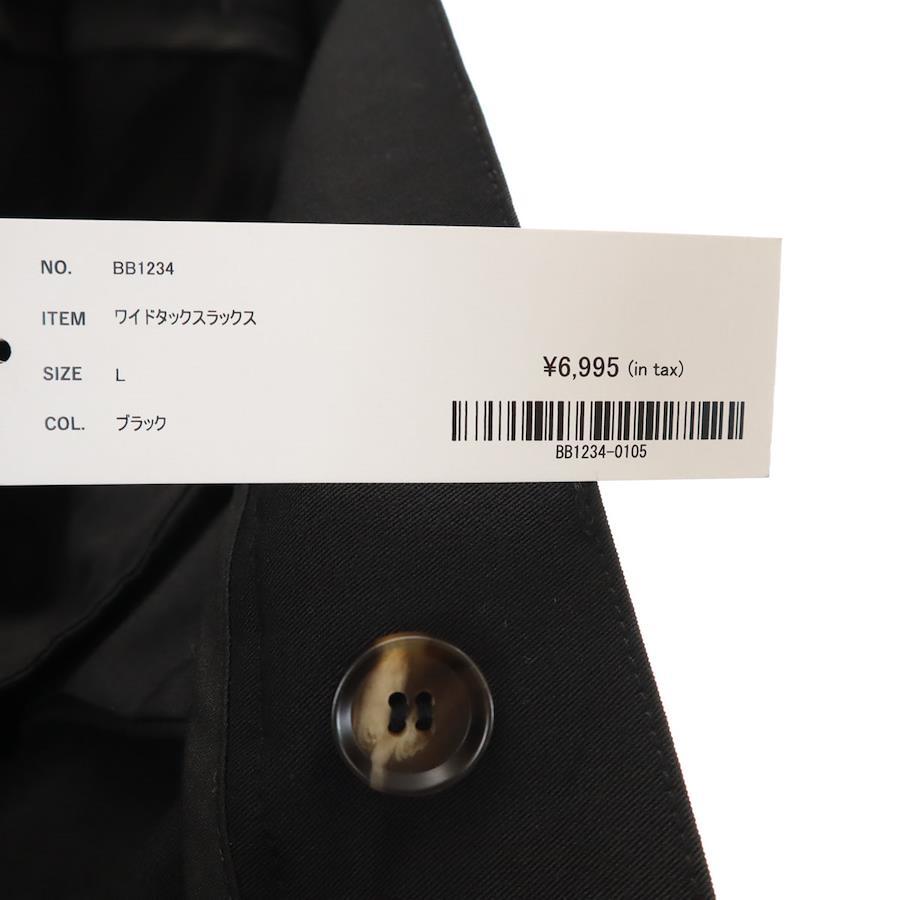 NO. BB1234
ITEM ワイドタックスラックス
SIZE L
COL. ブラック
¥6,995 (in tax)
BB1234-0105